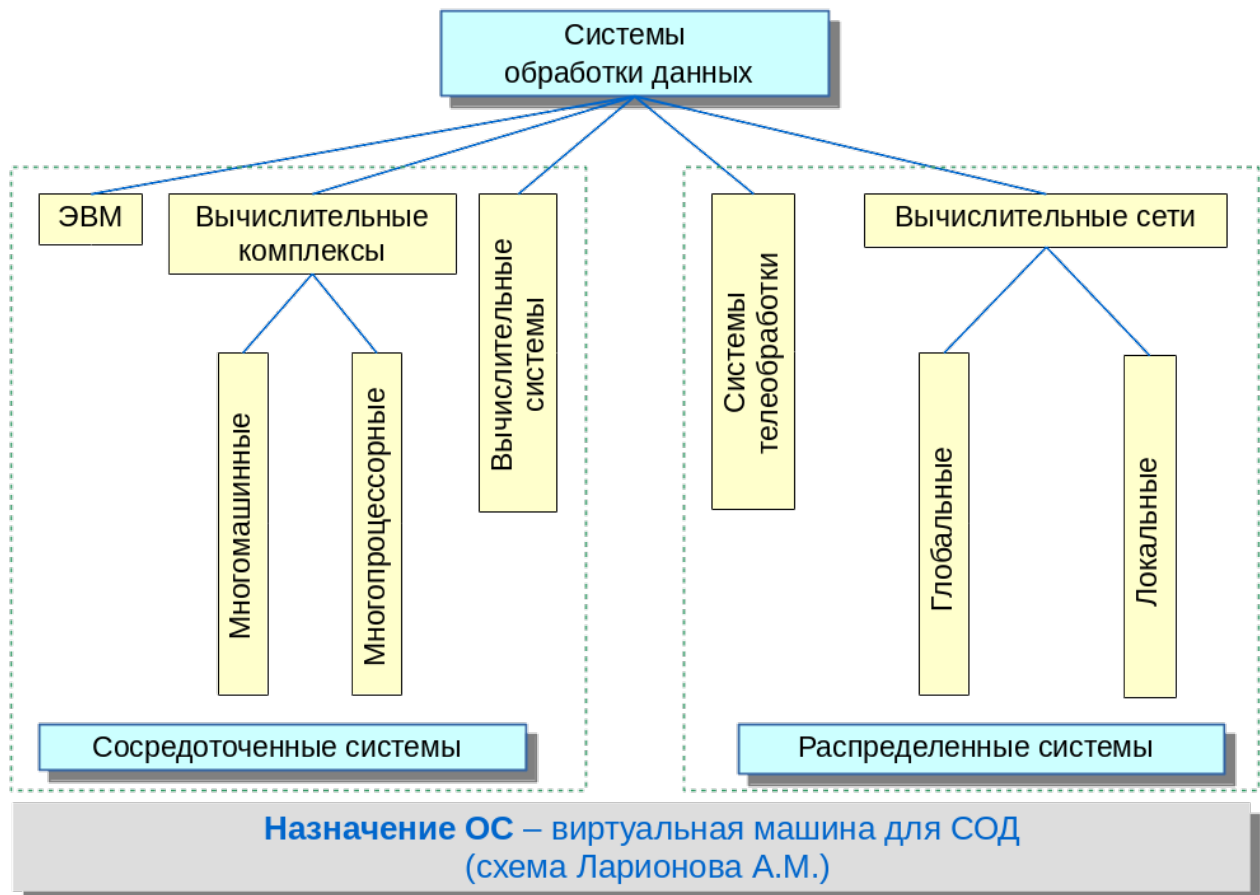 Системы
обработки данных
ЭВМ
Вычислительные
комплексы
Вычислительные
системы
Системы
телеобработки
Вычислительные сети
Многомашинные
Многопроцессорные
Глобальные
Локальные
Сосредоточенные системы
Распределенные системы
Назначение ОС – виртуальная машина для СОД
(схема Ларионова А.М.)